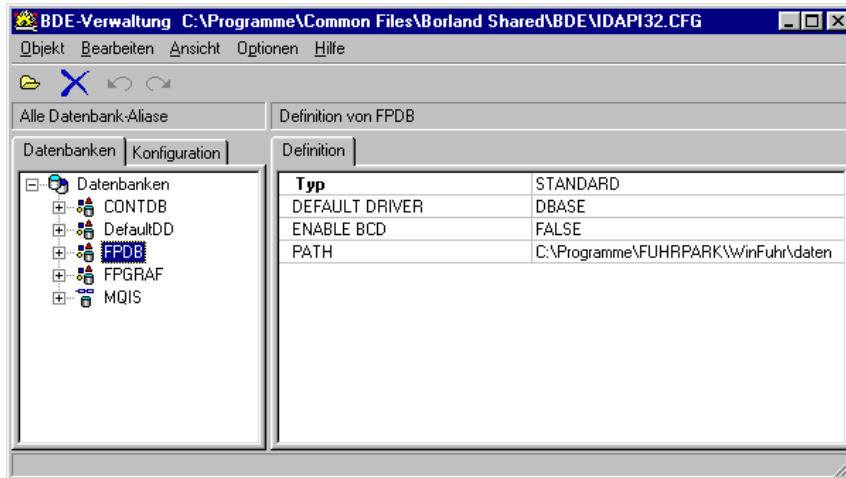 BDE-Verwaltung C:\Programme\Common Files\Borland Shared\BDE\IDAPI32.CFG
Objekt Bearbeiten Ansicht Optionen Hilfe
Alle Datenbank-Aliase
Definition von FPDB
Datenbanken Konfiguration
Definition
Datenbanken
CONTDB
DefaultDD
FPDB
FPGRAF
MQIS
Typ STANDARD
DEFAULT DRIVER DBASE
ENABLE BCD FALSE
PATH C:\Programme\FUHRPARK\WinFuhr\daten